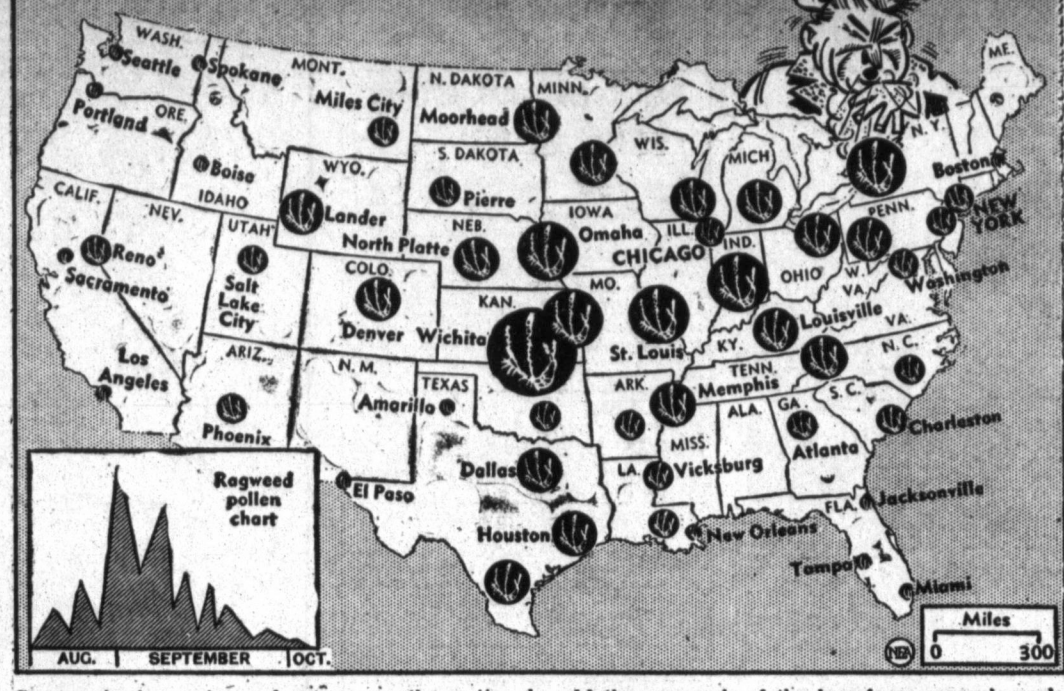 WASH.
Seattle
Spokane
MONT.
N. DAKOTA
MINN.
ME.
Portland
ORE.
Miles City
Moorhead
WIS.
MICH
N.Y.
Boise
IDAHO
WYO.
S. DAKOTA
Pierre
Boston
CALIF.
NEV.
UTAH
Lander
North Platte
NEB.
IOWA
Omaha
ILL.
CHICAGO
IND.
PENN.
NEW
YORK
Reno
Sacramento
Salt
Lake
City
COLO.
Denver
KAN.
Wichita
MO.
St. Louis
OHIO
W.
VA.
Washington
Louisville
VA.
KY.
Los
Angeles
ARIZ.
N. M.
TEXAS
Amarillo
ARK.
TENN.
Memphis
N. C.
S. C.
Phoenix
MISS.
ALA.
GA.
Atlanta
Charleston
Dallas
LA.
Vicksburg
El Paso
Houston
New Orleans
FLA.
Jacksonville
Tampa
Miami
Ragweed
pollen
chart
AUG.
SEPTEMBER
OCT.
NEA
Miles
0 300